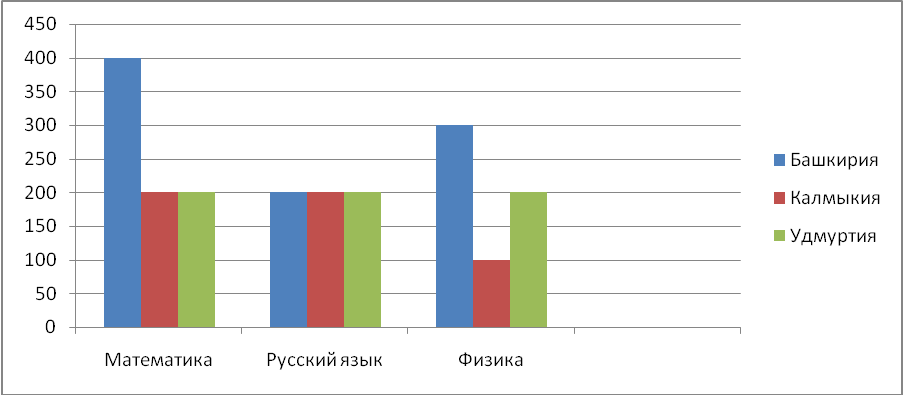 450
400
350
300
250
200
150
100
50
0
Математика
Русский язык
Физика
Башкирия
Калмыкия
Удмуртия